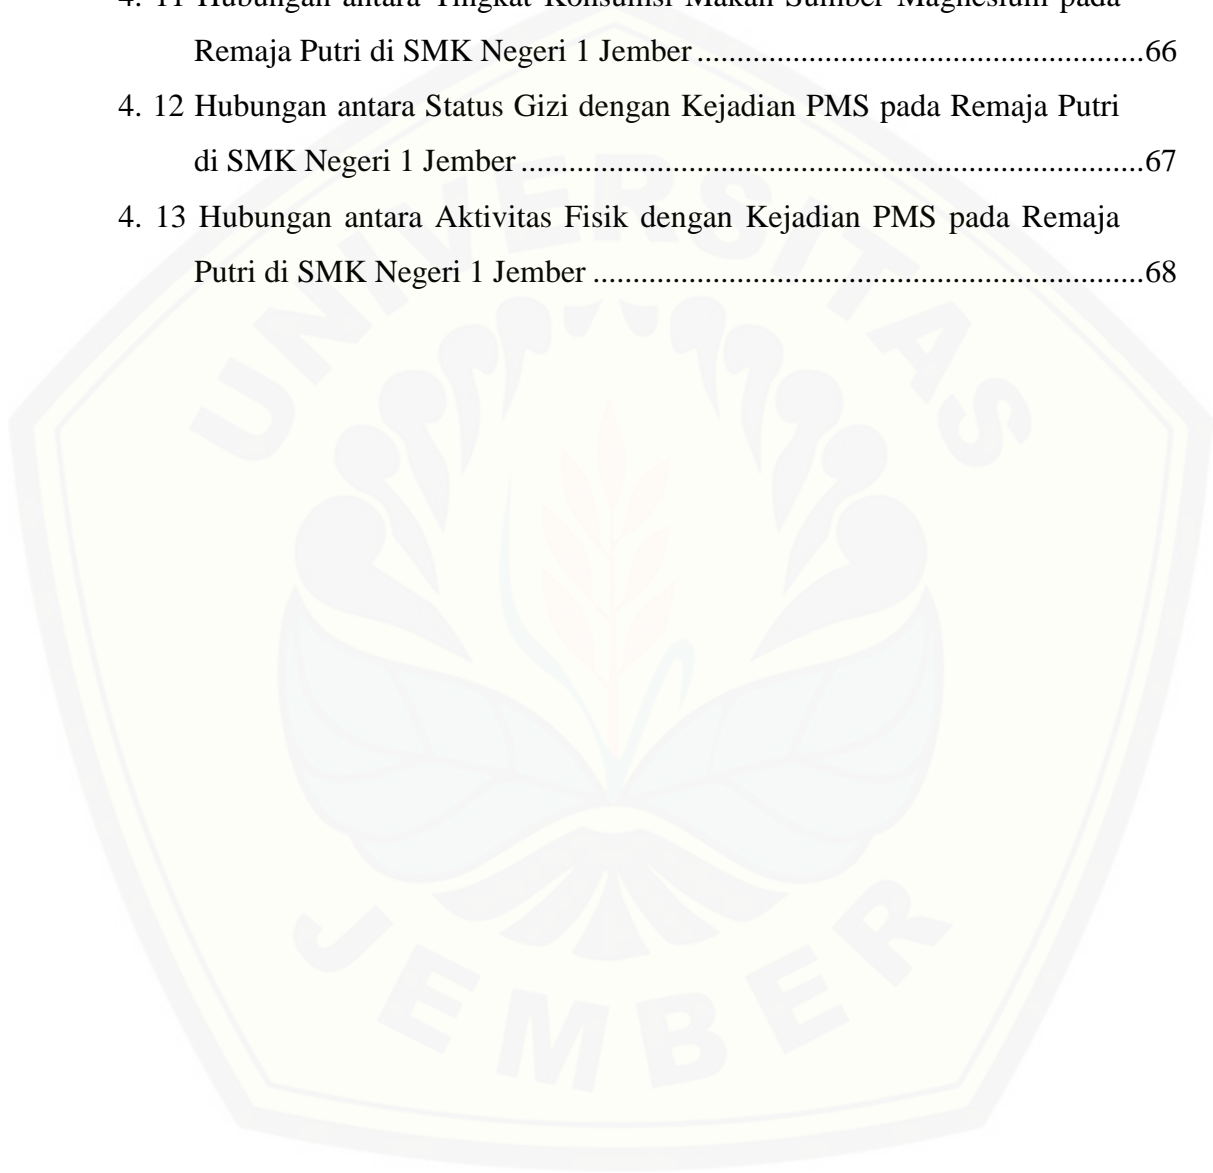 4. 11 Hubungan antara Tingkat Konsumsi Makan Sumber Magnesium pada
Remaja Putri di SMK Negeri 1 Jember ........................................................66
4. 12 Hubungan antara Status Gizi dengan Kejadian PMS pada Remaja Putri
di SMK Negeri 1 Jember ..............................................................................67
4. 13 Hubungan antara Aktivitas Fisik dengan Kejadian PMS pada Remaja
Putri di SMK Negeri 1 Jember .....................................................................68
UNIVERSITAS
JEMBER